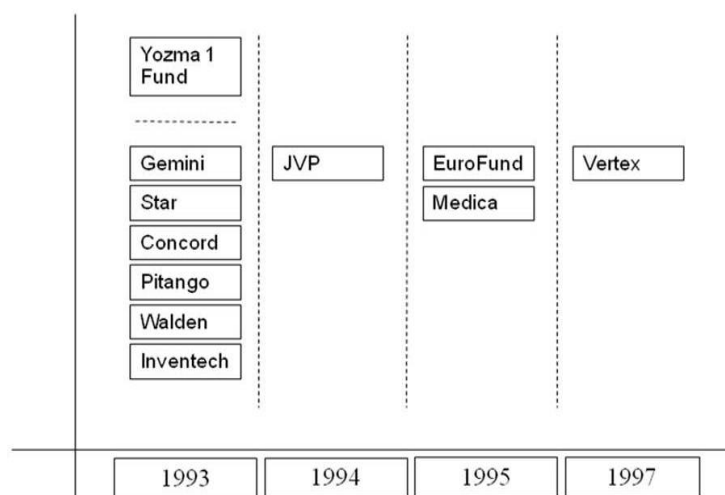 Yozma 1
Fund
Gemini
Star
Concord
Pitango
Walden
Inventech
JVP
EuroFund
Medica
Vertex
1993
1994
1995
1997